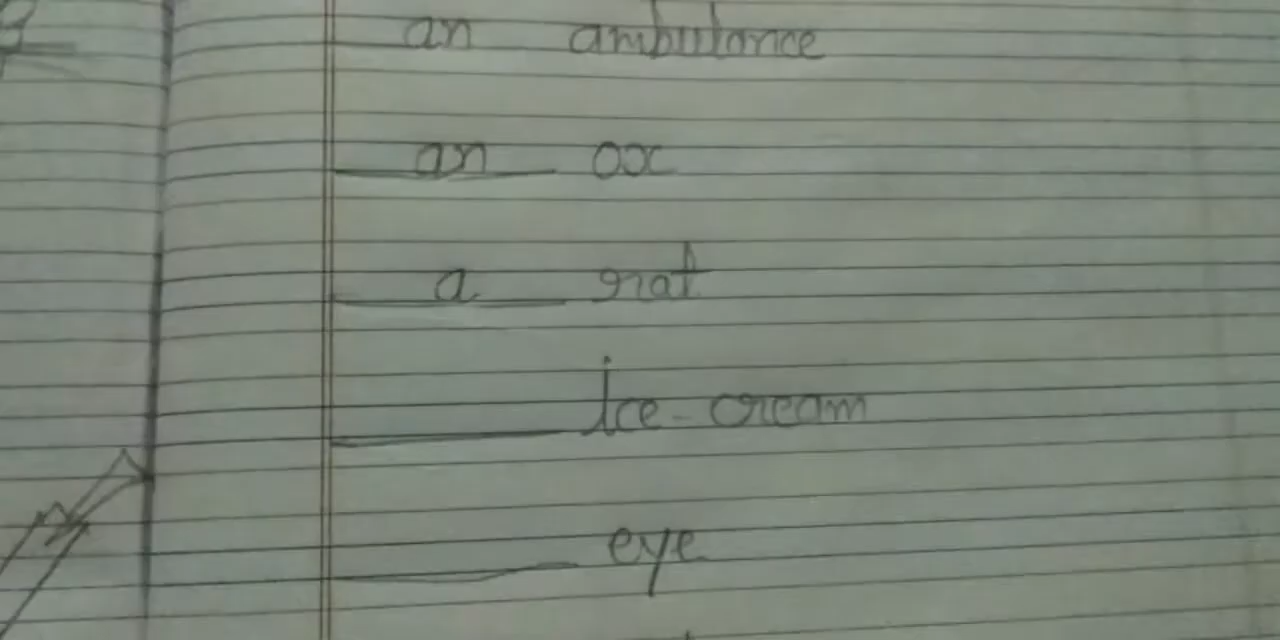 an ambulance
an ox
a rat
ice-cream
eye